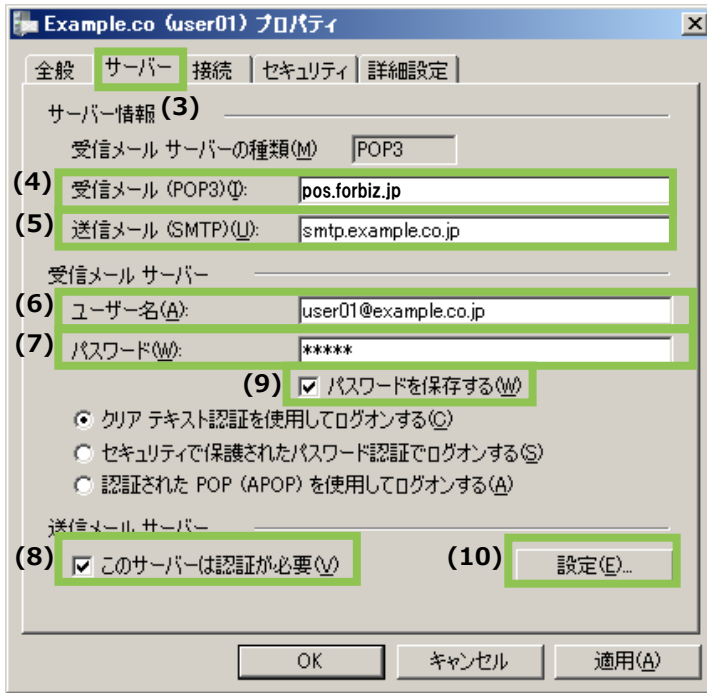 Example.co (user01) プロパティ
全般 サーバー 接続 セキュリティ 詳細設定
サーバー情報 (3)
受信メール サーバーの種類(M) POP3
(4) 受信メール (POP3)(I): pos.forbiz.jp
(5) 送信メール (SMTP)(U): smtp.example.co.jp
受信メール サーバー
(6) ユーザー名(A): user01@example.co.jp
(7) パスワード(W): *****
(9) パスワードを保存する(W)
クリア テキスト認証を使用してログオンする(C)
セキュリティで保護されたパスワード認証でログオンする(S)
認証された POP (APOP) を使用してログオンする(A)
送信メール サーバー
(8) このサーバーは認証が必要(V) (10) 設定(E)...
OK キャンセル 適用(A)